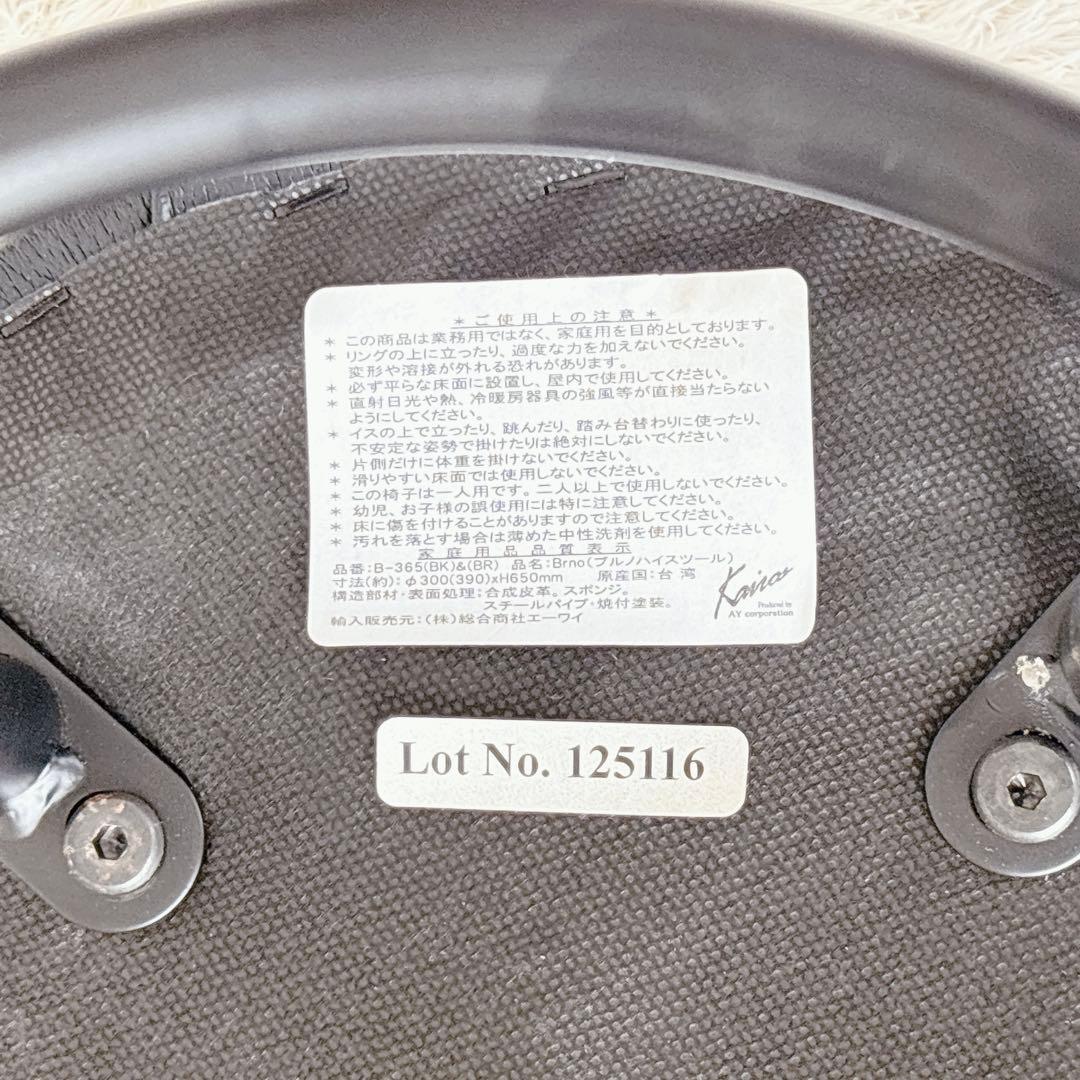 ＊ご使用上の注意＊
＊ この商品は業務用ではなく、家庭用を目的としております。
＊ リングの上に立ったり、過度な力を加えないでください。
変形や溶接が外れる恐れがあります。
＊ 必ず平らな床面に設置し、屋内で使用してください。
＊ 直射日光や熱、冷暖房器具の強風等が直接当たらない
ようにしてください。
＊ イスの上で立ったり、跳んだり、踏み台替わりに使ったり、
不安定な姿勢で掛けたりは絶対にしないでください。
＊ 片側だけに体重を掛けないでください。
＊ 滑りやすい床面では使用しないでください。
＊ この椅子は一人用です。二人以上で使用しないでください。
＊ 幼児、お子様の誤使用には特に注意してください。
＊ 床に傷を付けることがありますので注意してください。
＊ 汚れを落とす場合は薄めた中性洗剤を使用してください。
家庭用品品質表示
品番：B-365(BK)&(BR) 品名：Brno(ブルノハイスツール)
寸法(約)：φ300(390)xH650mm 原産国：台湾
構造部材・表面処理：合成皮革。スポンジ。
スチールパイプ・焼付塗装。
輸入販売元：(株)総合商社エーワイ
Kairos
Produced by
AY corporation
Lot No. 125116